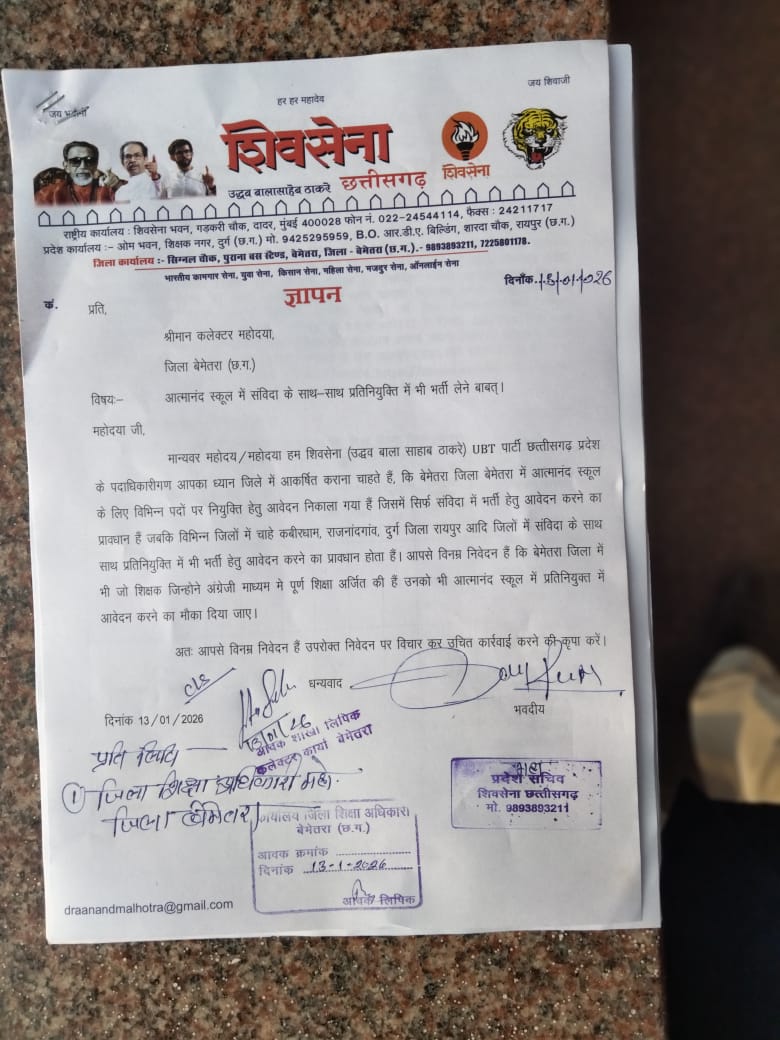 जय भवानी
हर हर महादेव
जय शिवाजी
शिवसेना
उद्धव बालासाहेब ठाकरे छत्तीसगढ़
शिवसेना
राष्ट्रीय कार्यालय : शिवसेना भवन, गड़करी चौक, दादर, मुंबई 400028 फोन नं. 022-24544114, फैक्स : 24211717
प्रदेश कार्यालय :- ओम भवन, शिक्षक नगर, दुर्ग (छ.ग.) मो. 9425295959, B.O. आर.डी.ए. बिल्डिंग, शारदा चौक, रायपुर (छ.ग.)
जिला कार्यालय :- सिग्नल चौक, पुराना बस स्टैण्ड, बेमेतरा, जिला - बेमेतरा (छ.ग.).- 9893893211, 7225801178.
भारतीय कामगार सेना, युवा सेना, किसान सेना, महिला सेना, मजदुर सेना, ऑनलाईन सेना
क्रं.
ज्ञापन
दिनाँक.13/01/2026
प्रति,
श्रीमान कलेक्टर महोदया,
जिला बेमेतरा (छ.ग.)
विषयः– आत्मानंद स्कूल में संविदा के साथ–साथ प्रतिनियुक्ति में भी भर्ती लेने बाबत्।
महोदया जी,
मान्यवर महोदय/महोदया हम शिवसेना (उद्धव बाला साहाब ठाकरे) UBT पार्टी छत्तीसगढ़ प्रदेश
के पदाधिकारीगण आपका ध्यान जिले में आकर्षित कराना चाहते हैं, कि बेमेतरा जिला बेमेतरा में आत्मानंद स्कूल
के लिए विभिन्न पदों पर नियुक्ति हेतु आवेदन निकाला गया हैं जिसमें सिर्फ संविदा में भर्ती हेतु आवेदन करने का
प्रावधान हैं जबकि विभिन्न जिलों में चाहे कबीरधाम, राजनांदगांव, दुर्ग जिला रायपुर आदि जिलों में संविदा के साथ
साथ प्रतिनियुक्ति में भी भर्ती हेतु आवेदन करने का प्रावधान होता हैं। आपसे विनम्र निवेदन हैं कि बेमेतरा जिला में
भी जो शिक्षक जिन्होने अंग्रेजी माध्यम मे पूर्ण शिक्षा अर्जित की हैं उनको भी आत्मानंद स्कूल में प्रतिनियुक्त में
आवेदन करने का मौका दिया जाए।
अतः आपसे विनम्र निवेदन हैं उपरोक्त निवेदन पर विचार कर उचित कार्रवाई करने की कृपा करें।
धन्यवाद
भवदीय
दिनांक 13/01/2026
13/01/26
आवक शाखा लिपिक
कलेक्टर कार्या बेमेतरा
प्रति लिपि
① जिला शिक्षा अधिकारी महो.
जिला बेमेतरा
प्रदेश सचिव
शिवसेना छत्तीसगढ़
मो. 9893893211
कार्यालय जिला शिक्षा अधिकारी
बेमेतरा (छ.ग.)
आवक क्रमांक
दिनांक 13-1-2026
आवक लिपिक
draanandmalhotra@gmail.com